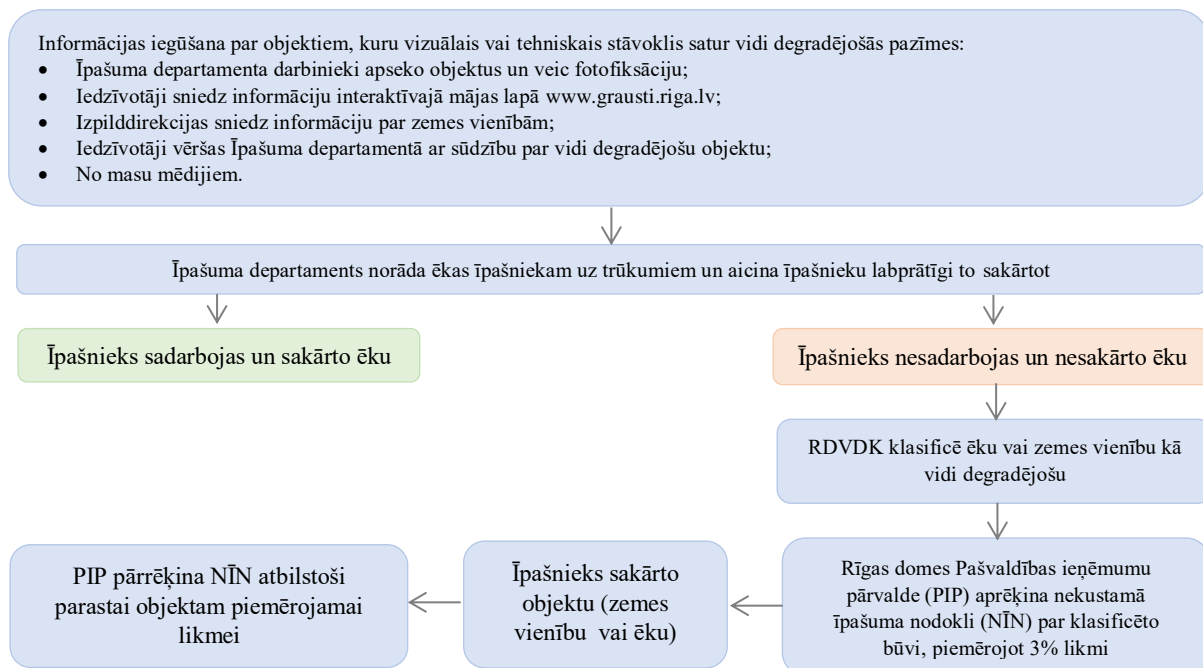 Informācijas iegūšana par objektiem, kuru vizuālais vai tehniskais stāvoklis satur vidi degradējošās pazīmes:
• Īpašuma departamenta darbinieki apseko objektus un veic fotofiksāciju;
• Iedzīvotāji sniedz informāciju interaktīvajā mājas lapā www.grausti.riga.lv;
• Izpilddirekcijas sniedz informāciju par zemes vienībām;
• Iedzīvotāji vēršas Īpašuma departamentā ar sūdzību par vidi degradējošu objektu;
• No masu mēdijiem.
Īpašuma departaments norāda ēkas īpašniekam uz trūkumiem un aicina īpašnieku labprātīgi to sakārtot
Īpašnieks sadarbojas un sakārto ēku
Īpašnieks nesadarbojas un nesakārto ēku
RDVDK klasificē ēku vai zemes vienību kā
vidi degradējošu
Rīgas domes Pašvaldības ieņēmumu
pārvalde (PIP) aprēķina nekustamā
īpašuma nodokli (NĪN) par klasificēto
būvi, piemērojot 3% likmi
Īpašnieks sakārto
objektu (zemes
vienību vai ēku)
PIP pārrēķina NĪN atbilstoši
parastai objektam piemērojamai
likmei